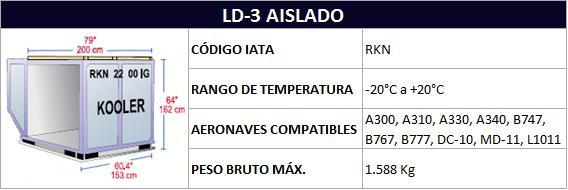 LD-3 AISLADO
79"
200 cm
RKN 22 00 IG
KOOLER
64"
162 cm
60,4"
153 cm
CÓDIGO IATA
RKN
RANGO DE TEMPERATURA
-20°C a +20°C
AERONAVES COMPATIBLES
A300, A310, A330, A340, B747,
B767, B777, DC-10, MD-11, L1011
PESO BRUTO MÁX.
1.588 Kg